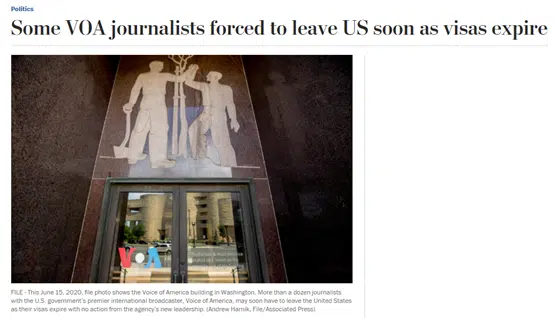 Politics
Some VOA journalists forced to leave US soon as visas expire
VOA
FILE - This June 15, 2020, file photo shows the Voice of America building in Washington. More than a dozen journalists
with the U.S. government's premier international broadcaster, Voice of America, may soon have to leave the United States
as their visas expire with no action from the agency's new leadership. (Andrew Harnik, File/Associated Press)